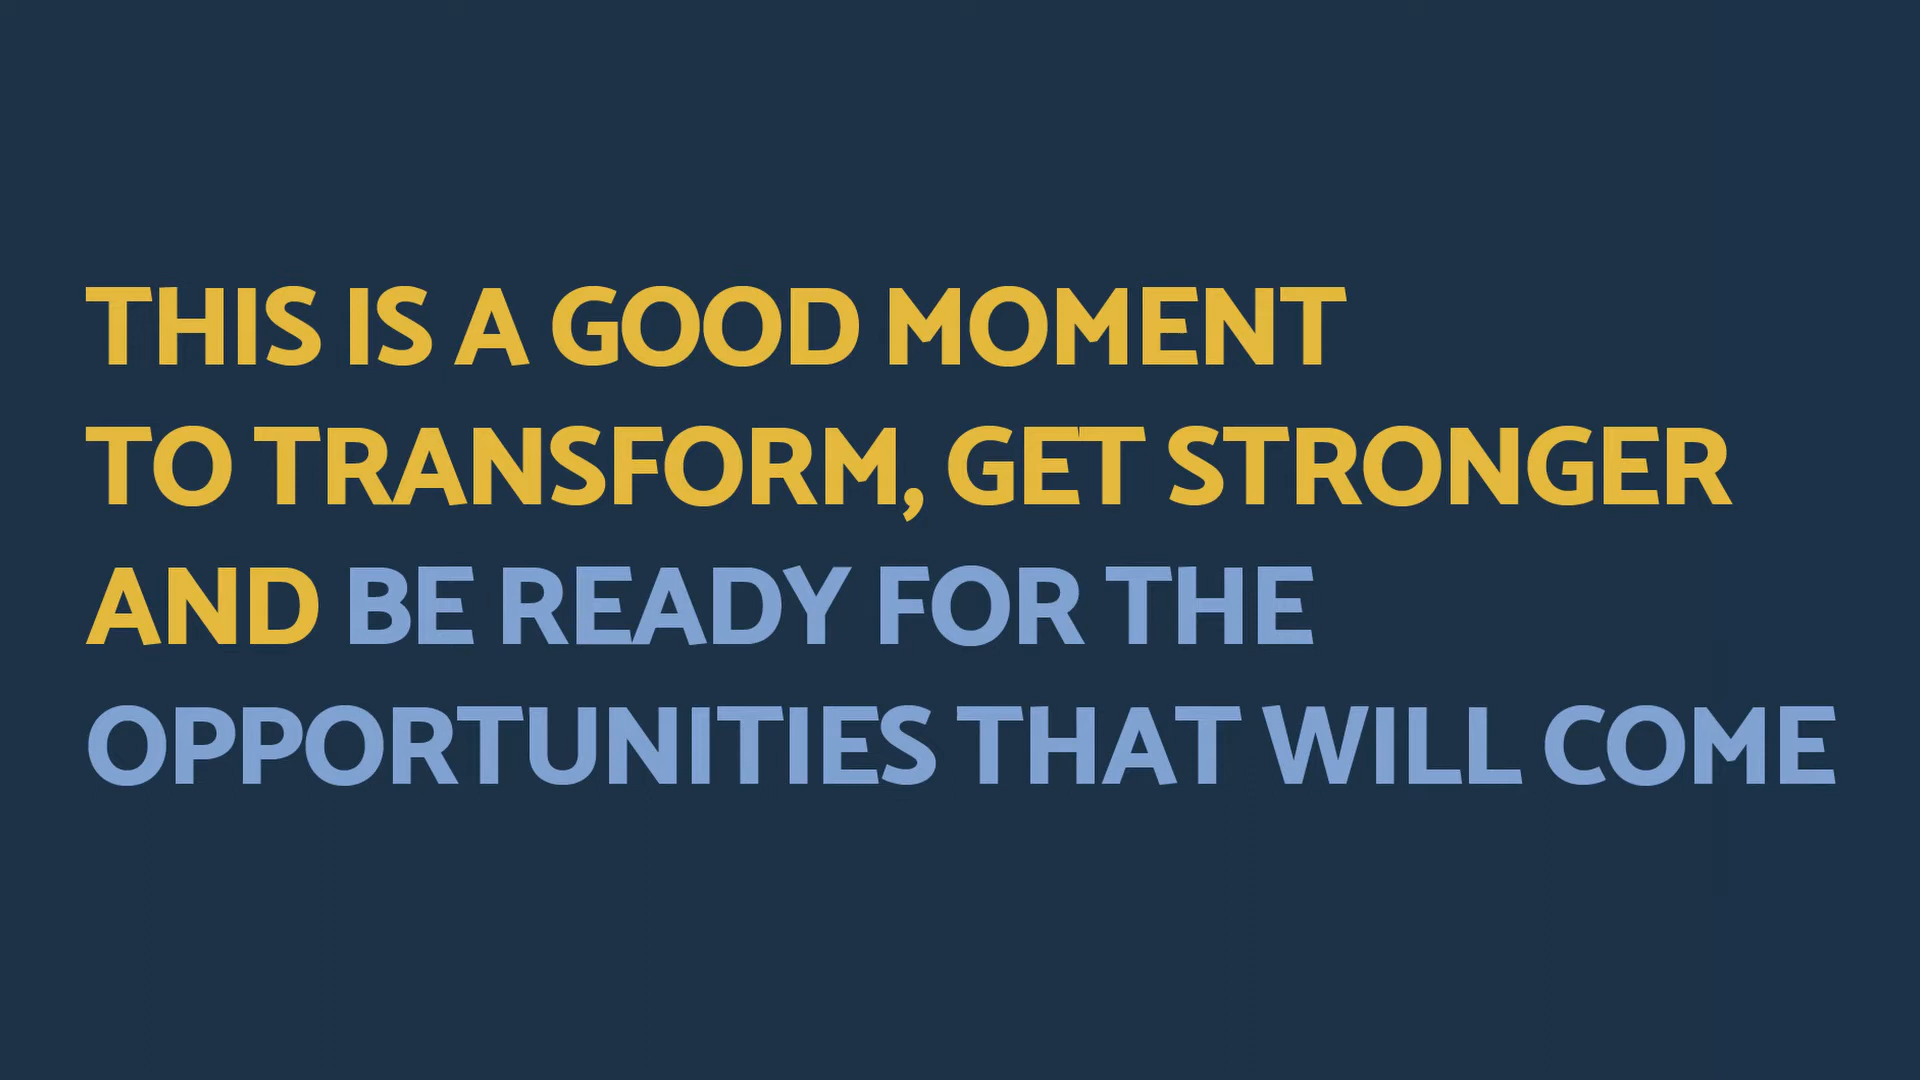 THIS IS A GOOD MOMENT
TO TRANSFORM, GET STRONGER
AND BE READY FOR THE
OPPORTUNITIES THAT WILL COME